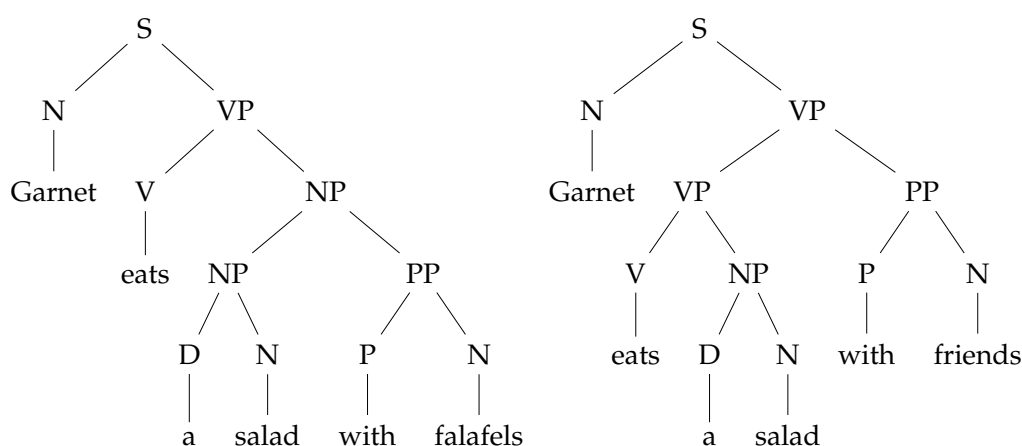 S S
N VP N VP
Garnet V NP Garnet VP PP
eats NP PP V NP P N
D N P N eats D N with friends
a salad with falafels a salad